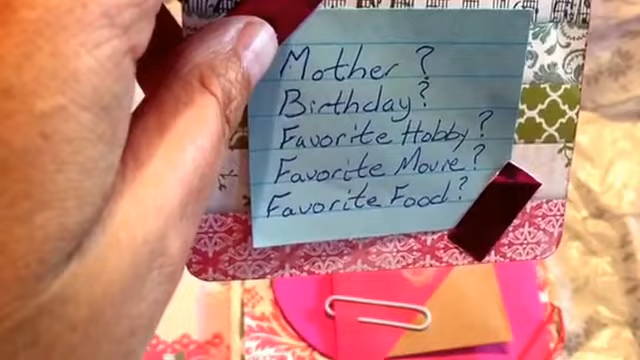 Mother ?
Birthday?
Favorite Hobby?
Favorite Movie?
Favorite Food?